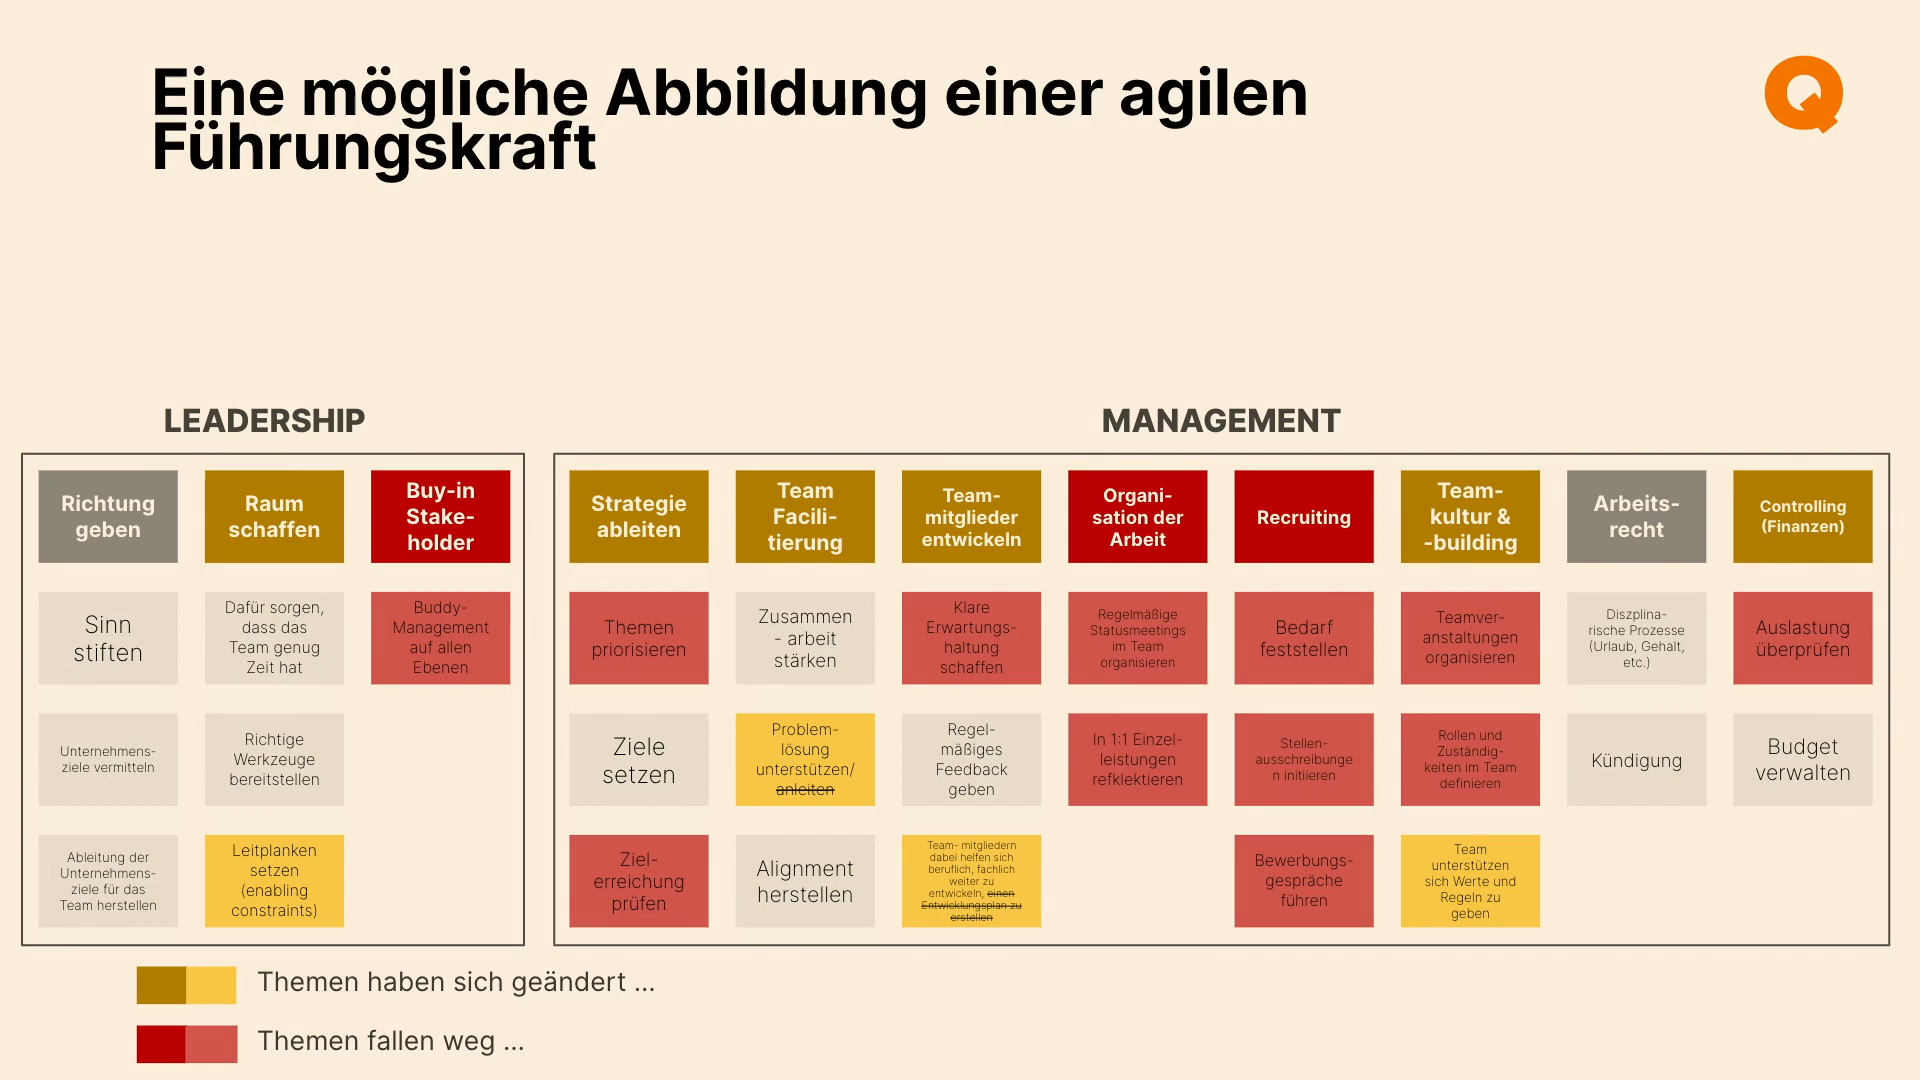 Eine mögliche Abbildung einer agilen
Führungskraft
LEADERSHIP
Richtung
geben
Raum
schaffen
Buy-in
Stake-
holder
Sinn
stiften
Dafür sorgen,
dass das
Team genug
Zeit hat
Buddy-
Management
auf allen
Ebenen
Unternehmens-
ziele vermitteln
Richtige
Werkzeuge
bereitstellen
Ableitung der
Unternehmens-
ziele für das
Team herstellen
Leitplanken
setzen
(enabling
constraints)
MANAGEMENT
Strategie
ableiten
Team
Facili-
tierung
Team-
mitglieder
entwickeln
Organi-
sation der
Arbeit
Recruiting
Team-
kultur &
-building
Arbeits-
recht
Controlling
(Finanzen)
Themen
priorisieren
Zusammen
- arbeit
stärken
Klare
Erwartungs-
haltung
schaffen
Regelmäßige
Statusmeetings
im Team
organisieren
Bedarf
feststellen
Teamver-
anstaltungen
organisieren
Diszplina-
rische Prozesse
(Urlaub, Gehalt,
etc.)
Auslastung
überprüfen
Ziele
setzen
Problem-
lösung
unterstützen/
anleiten
Regel-
mäßiges
Feedback
geben
In 1:1 Einzel-
leistungen
refklektieren
Stellen-
ausschreibunge
n initiieren
Rollen und
Zuständig-
keiten im Team
definieren
Kündigung
Budget
verwalten
Ziel-
erreichung
prüfen
Alignment
herstellen
Team- mitgliedern
dabei helfen sich
beruflich, fachlich
weiter zu
entwickeln, einen
Entwicklungsplan zu
erstellen
Bewerbungs-
gespräche
führen
Team
unterstützen
sich Werte und
Regeln zu
geben
Themen haben sich geändert ...
Themen fallen weg ...